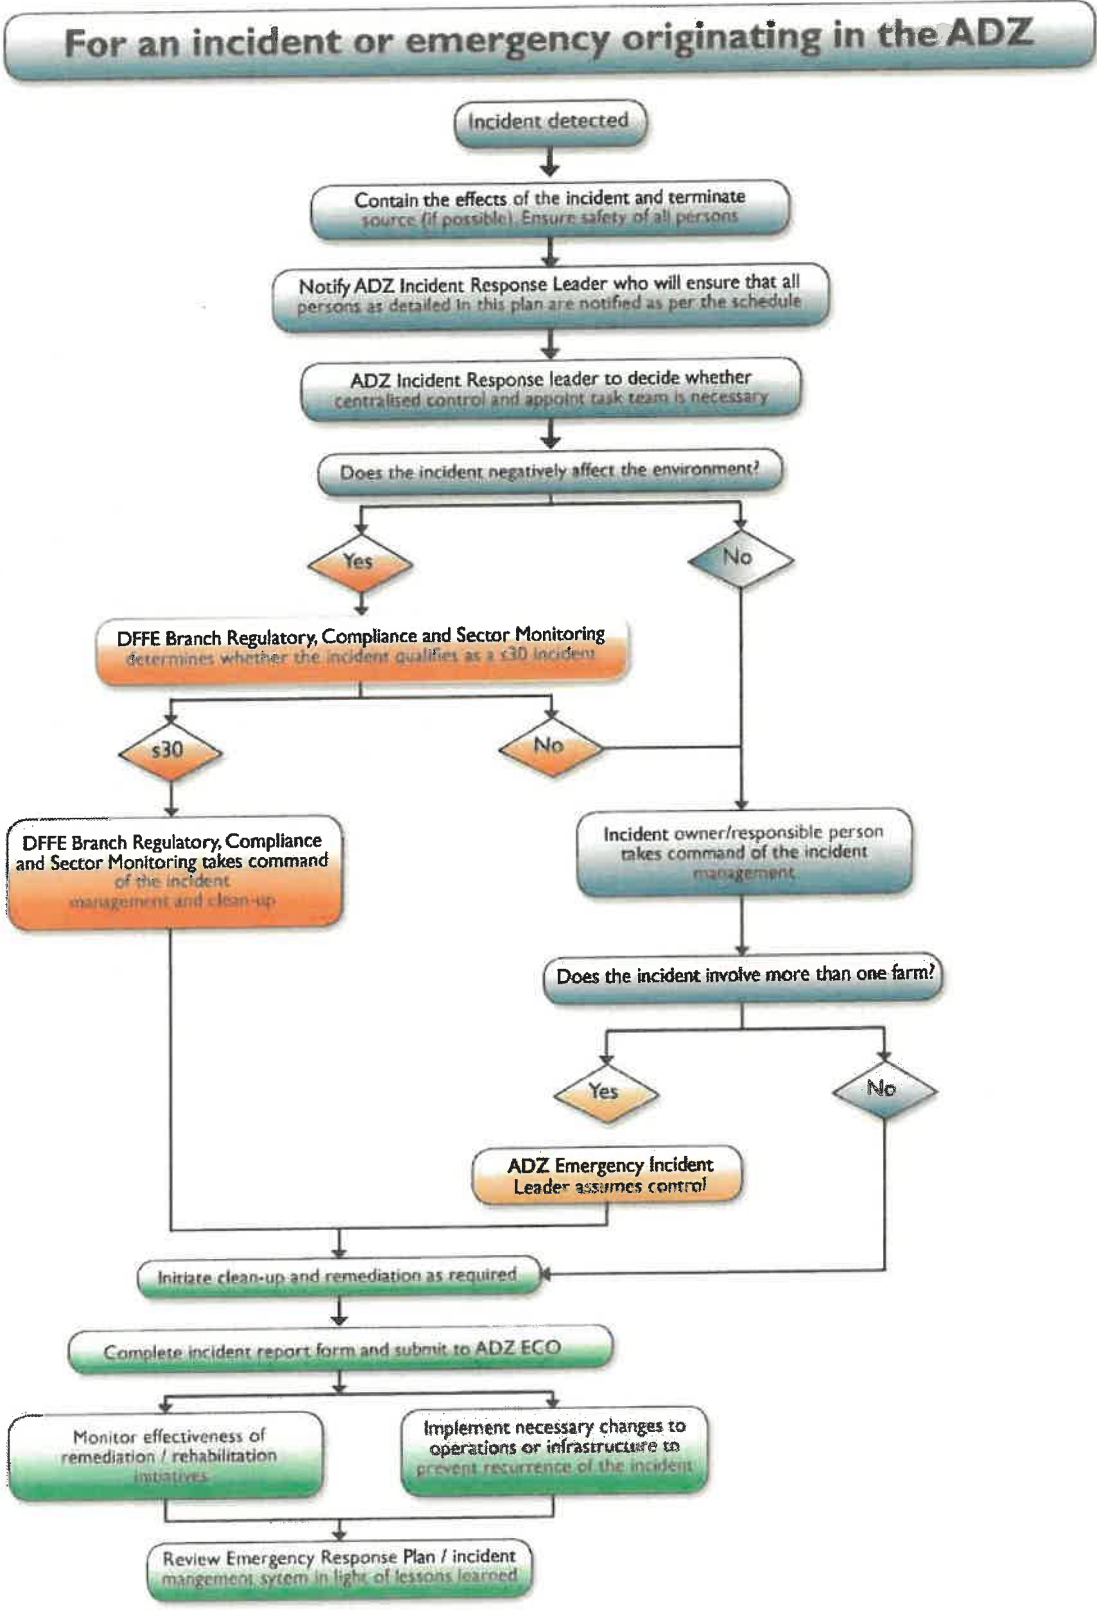 For an incident or emergency originating in the ADZ
Incident detected
Contain the effects of the incident and terminate
source (if possible). Ensure safety of all persons
Notify ADZ Incident Response Leader who will ensure that all
persons as detailed in this plan are notified as per the schedule
ADZ Incident Response leader to decide whether
centralised control and appoint task team is necessary
Does the incident negatively affect the environment?
Yes
No
DFFE Branch Regulatory, Compliance and Sector Monitoring
determines whether the incident qualifies as a s30 Incident
s30
No
DFFE Branch Regulatory, Compliance
and Sector Monitoring takes command
of the incident
management and clean-up
Incident owner/responsible person
takes command of the incident
management
Does the incident involve more than one farm?
Yes
No
ADZ Emergency Incident
Leader assumes control
Initiate clean-up and remediation as required
Complete incident report form and submit to ADZ ECO
Monitor effectiveness of
remediation / rehabilitation
initiatives
Implement necessary changes to
operations or infrastructure to
prevent recurrence of the incident
Review Emergency Response Plan / incident
mangement sytem in light of lessons learned